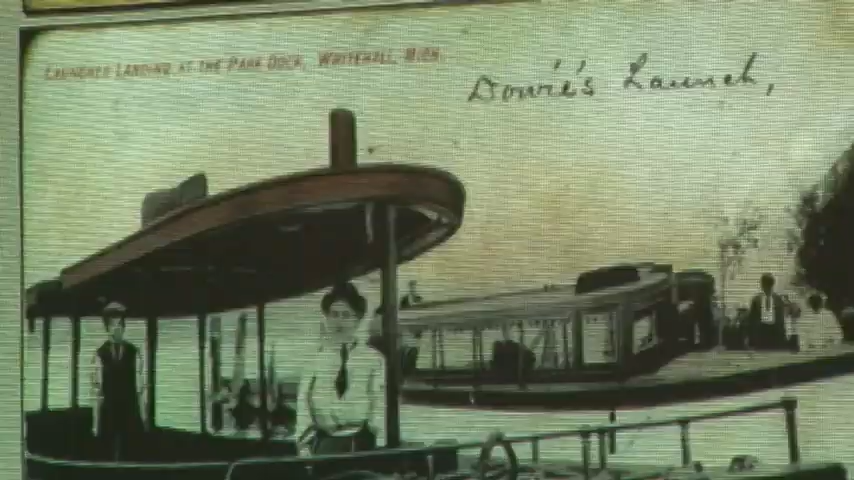 LAUNCHES LANDING AT THE PARK DOCK, WHITEHALL, MICH.
Dowie's Launch,